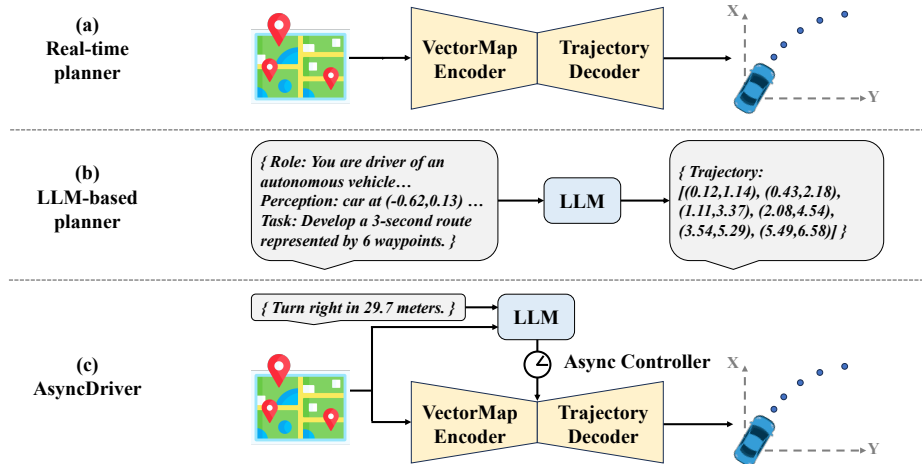 (a)
Real-time
planner
VectorMap
Encoder
Trajectory
Decoder
X
Y
(b)
LLM-based
planner
{ Role: You are driver of an
autonomous vehicle…
Perception: car at (-0.62,0.13) …
Task: Develop a 3-second route
represented by 6 waypoints. }
LLM
{ Trajectory:
[(0.12,1.14), (0.43,2.18),
(1.11,3.37), (2.08,4.54),
(3.54,5.29), (5.49,6.58)] }
(c)
AsyncDriver
{ Turn right in 29.7 meters. }
LLM
Async Controller
VectorMap
Encoder
Trajectory
Decoder
X
Y